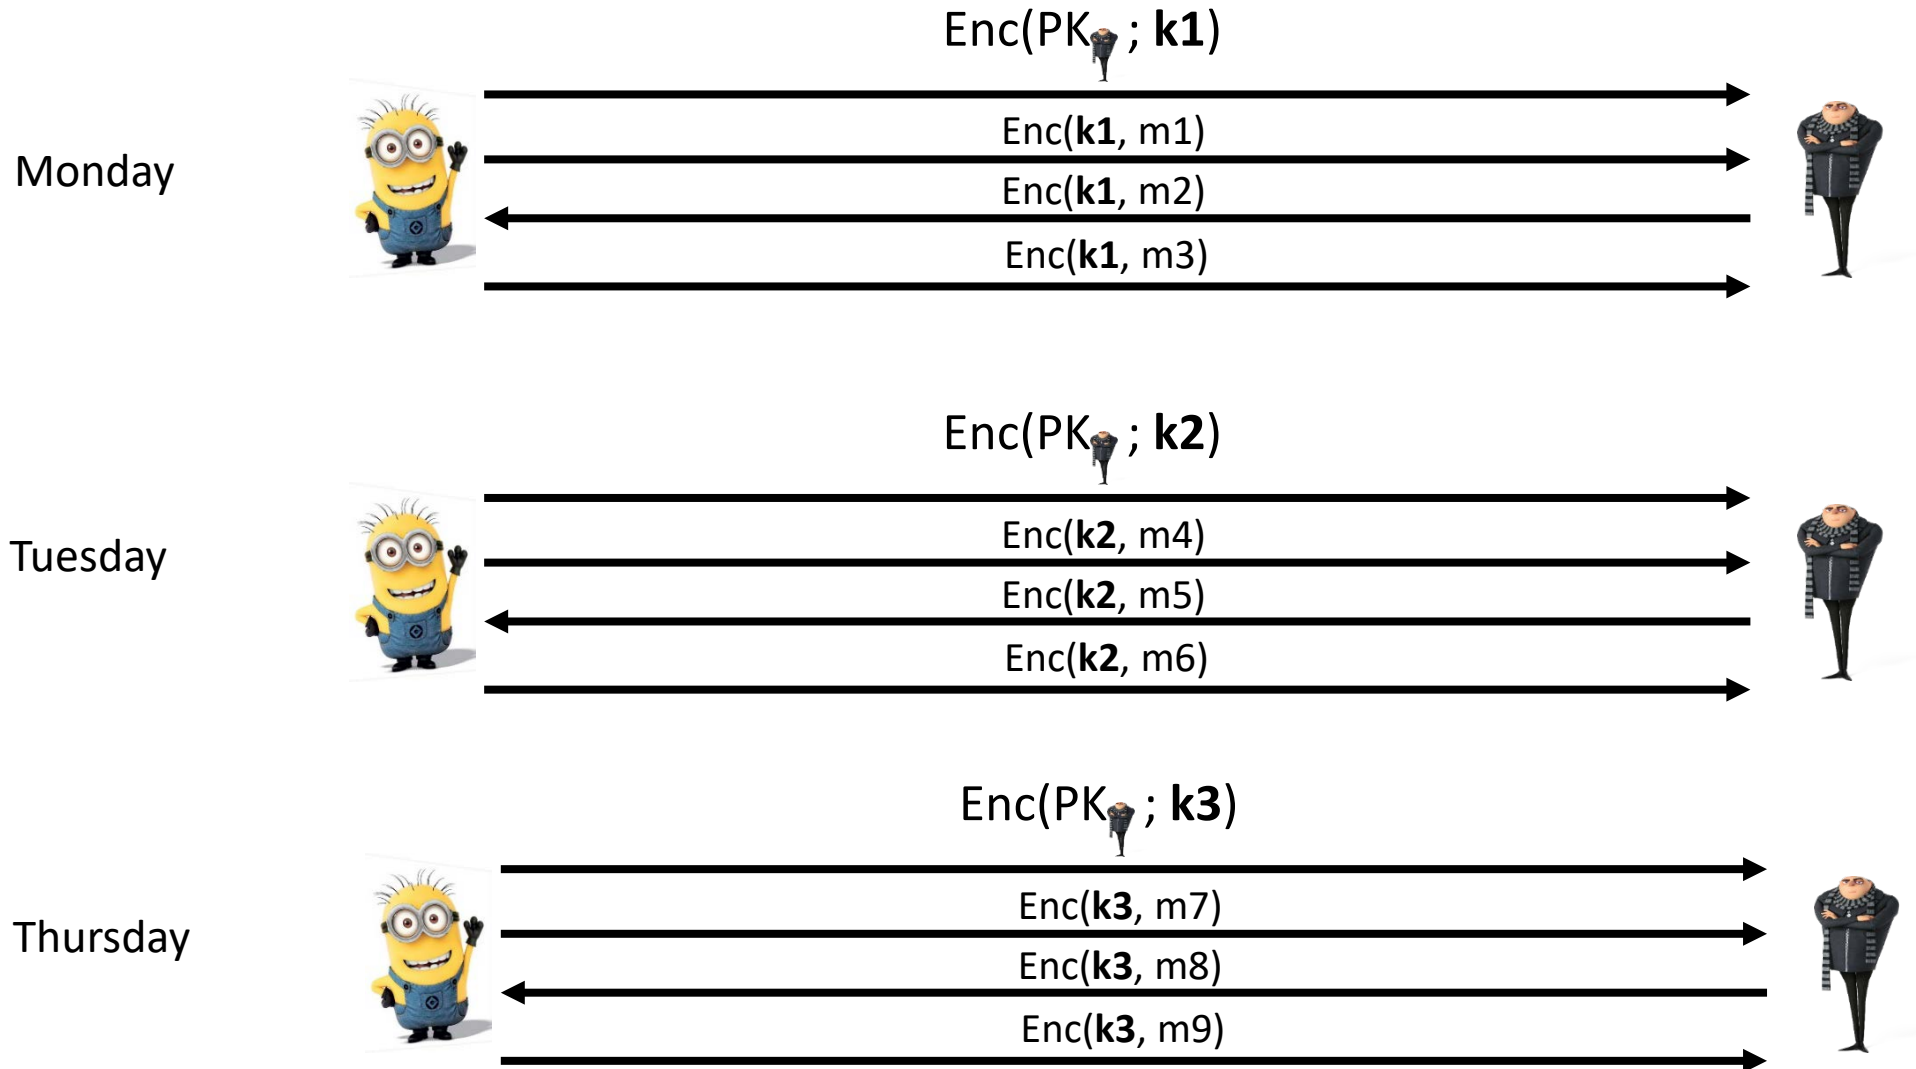 Enc(PK ; k1)
Enc(k1, m1)
Monday
Enc(k1, m2)
Enc(k1, m3)
Enc(PK ; k2)
Enc(k2, m4)
Tuesday
Enc(k2, m5)
Enc(k2, m6)
Enc(PK ; k3)
Enc(k3, m7)
Thursday
Enc(k3, m8)
Enc(k3, m9)